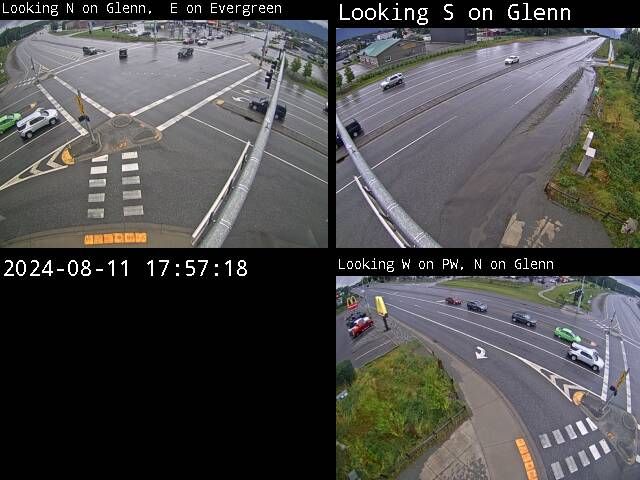 Looking N on Glenn, E on Evergreen
Looking S on Glenn
2024-08-11 17:57:18
Looking W on PW, N on Glenn